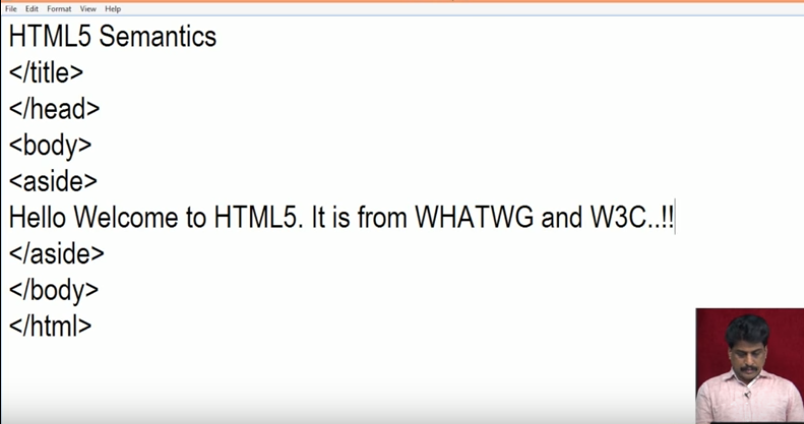 File Edit Format View Help
HTML5 Semantics
</title>
</head>
<body>
<aside>
Hello Welcome to HTML5. It is from WHATWG and W3C..!!
</aside>
</body>
</html>